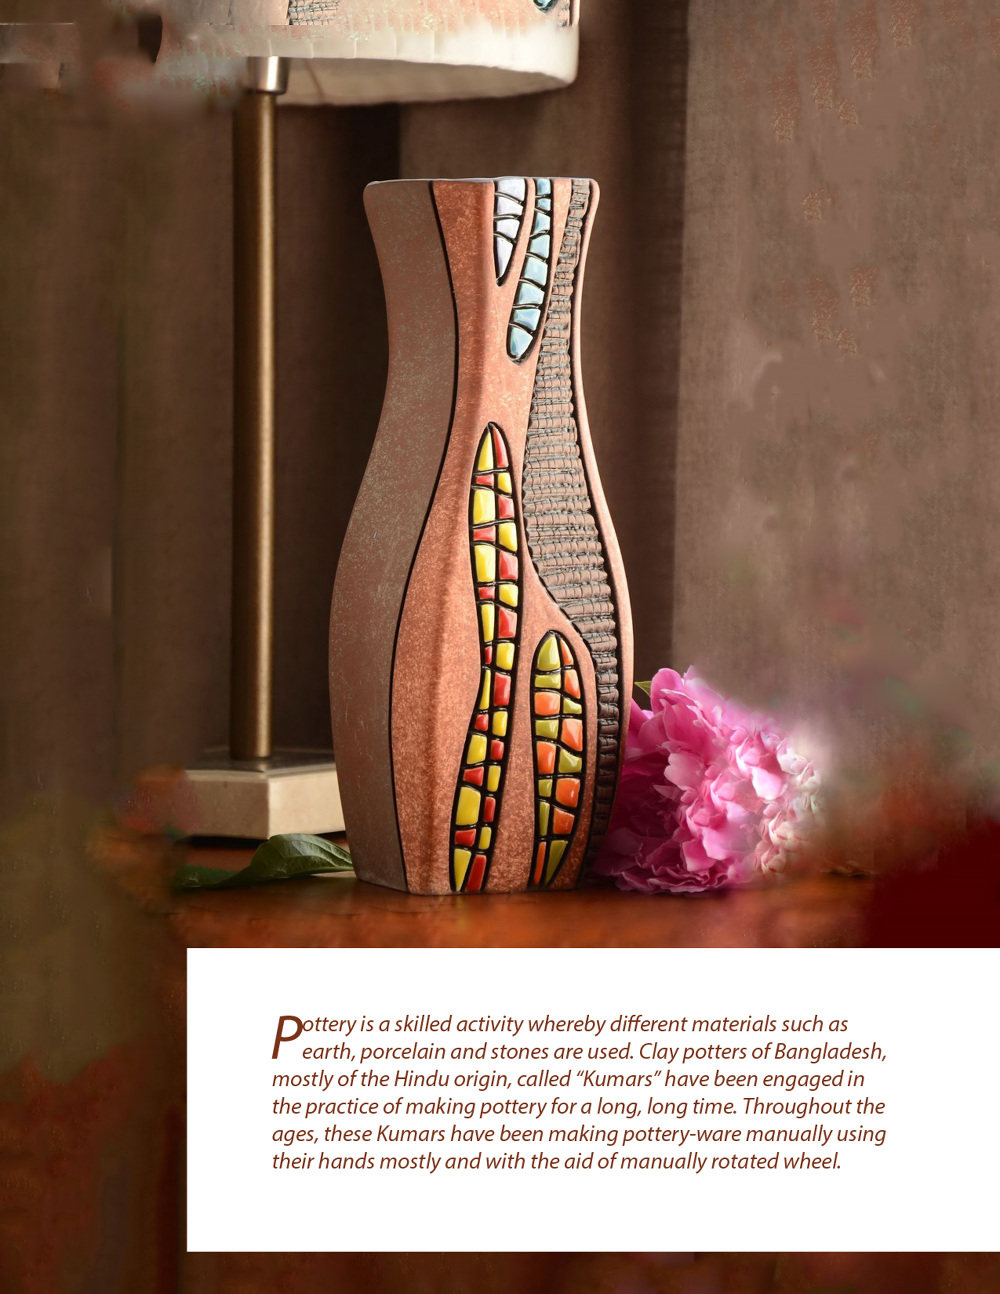 Pottery is a skilled activity whereby different materials such as
earth, porcelain and stones are used. Clay potters of Bangladesh,
mostly of the Hindu origin, called “Kumars” have been engaged in
the practice of making pottery for a long, long time. Throughout the
ages, these Kumars have been making pottery-ware manually using
their hands mostly and with the aid of manually rotated wheel.